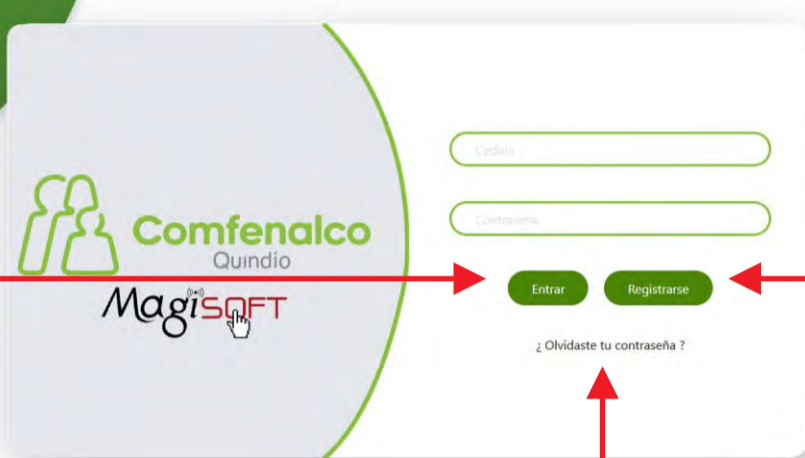 Comfenalco
Quindío
MagiSOFT
Cédula
Contraseña
Entrar
Registrarse
¿ Olvidaste tu contraseña ?